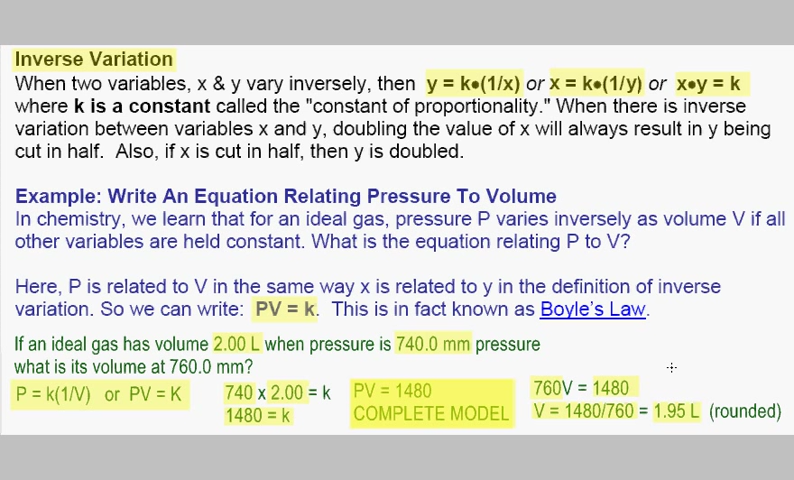 Inverse Variation
When two variables, x & y vary inversely, then y = k•(1/x) or x = k•(1/y) or x•y = k
where k is a constant called the "constant of proportionality." When there is inverse
variation between variables x and y, doubling the value of x will always result in y being
cut in half. Also, if x is cut in half, then y is doubled.
Example: Write An Equation Relating Pressure To Volume
In chemistry, we learn that for an ideal gas, pressure P varies inversely as volume V if all
other variables are held constant. What is the equation relating P to V?
Here, P is related to V in the same way x is related to y in the definition of inverse
variation. So we can write: PV = k. This is in fact known as Boyle's Law.
If an ideal gas has volume 2.00 L when pressure is 740.0 mm pressure
what is its volume at 760.0 mm?
P = k(1/V) or PV = K 740 x 2.00 = k PV = 1480 760V = 1480
1480 = k COMPLETE MODEL V = 1480/760 = 1.95 L (rounded)